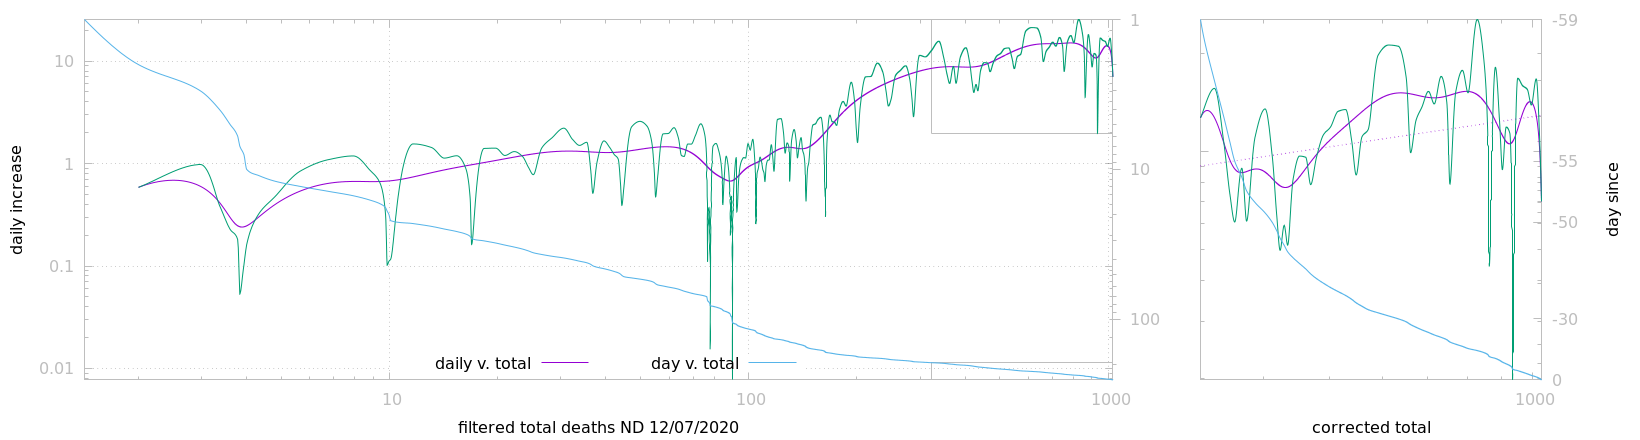 10
1
0.1
0.01
daily increase
daily v. total
day v. total
10
100
1000
filtered total deaths ND 12/07/2020
1
10
100
-59
-55
-50
-30
0
day since
1000
corrected total